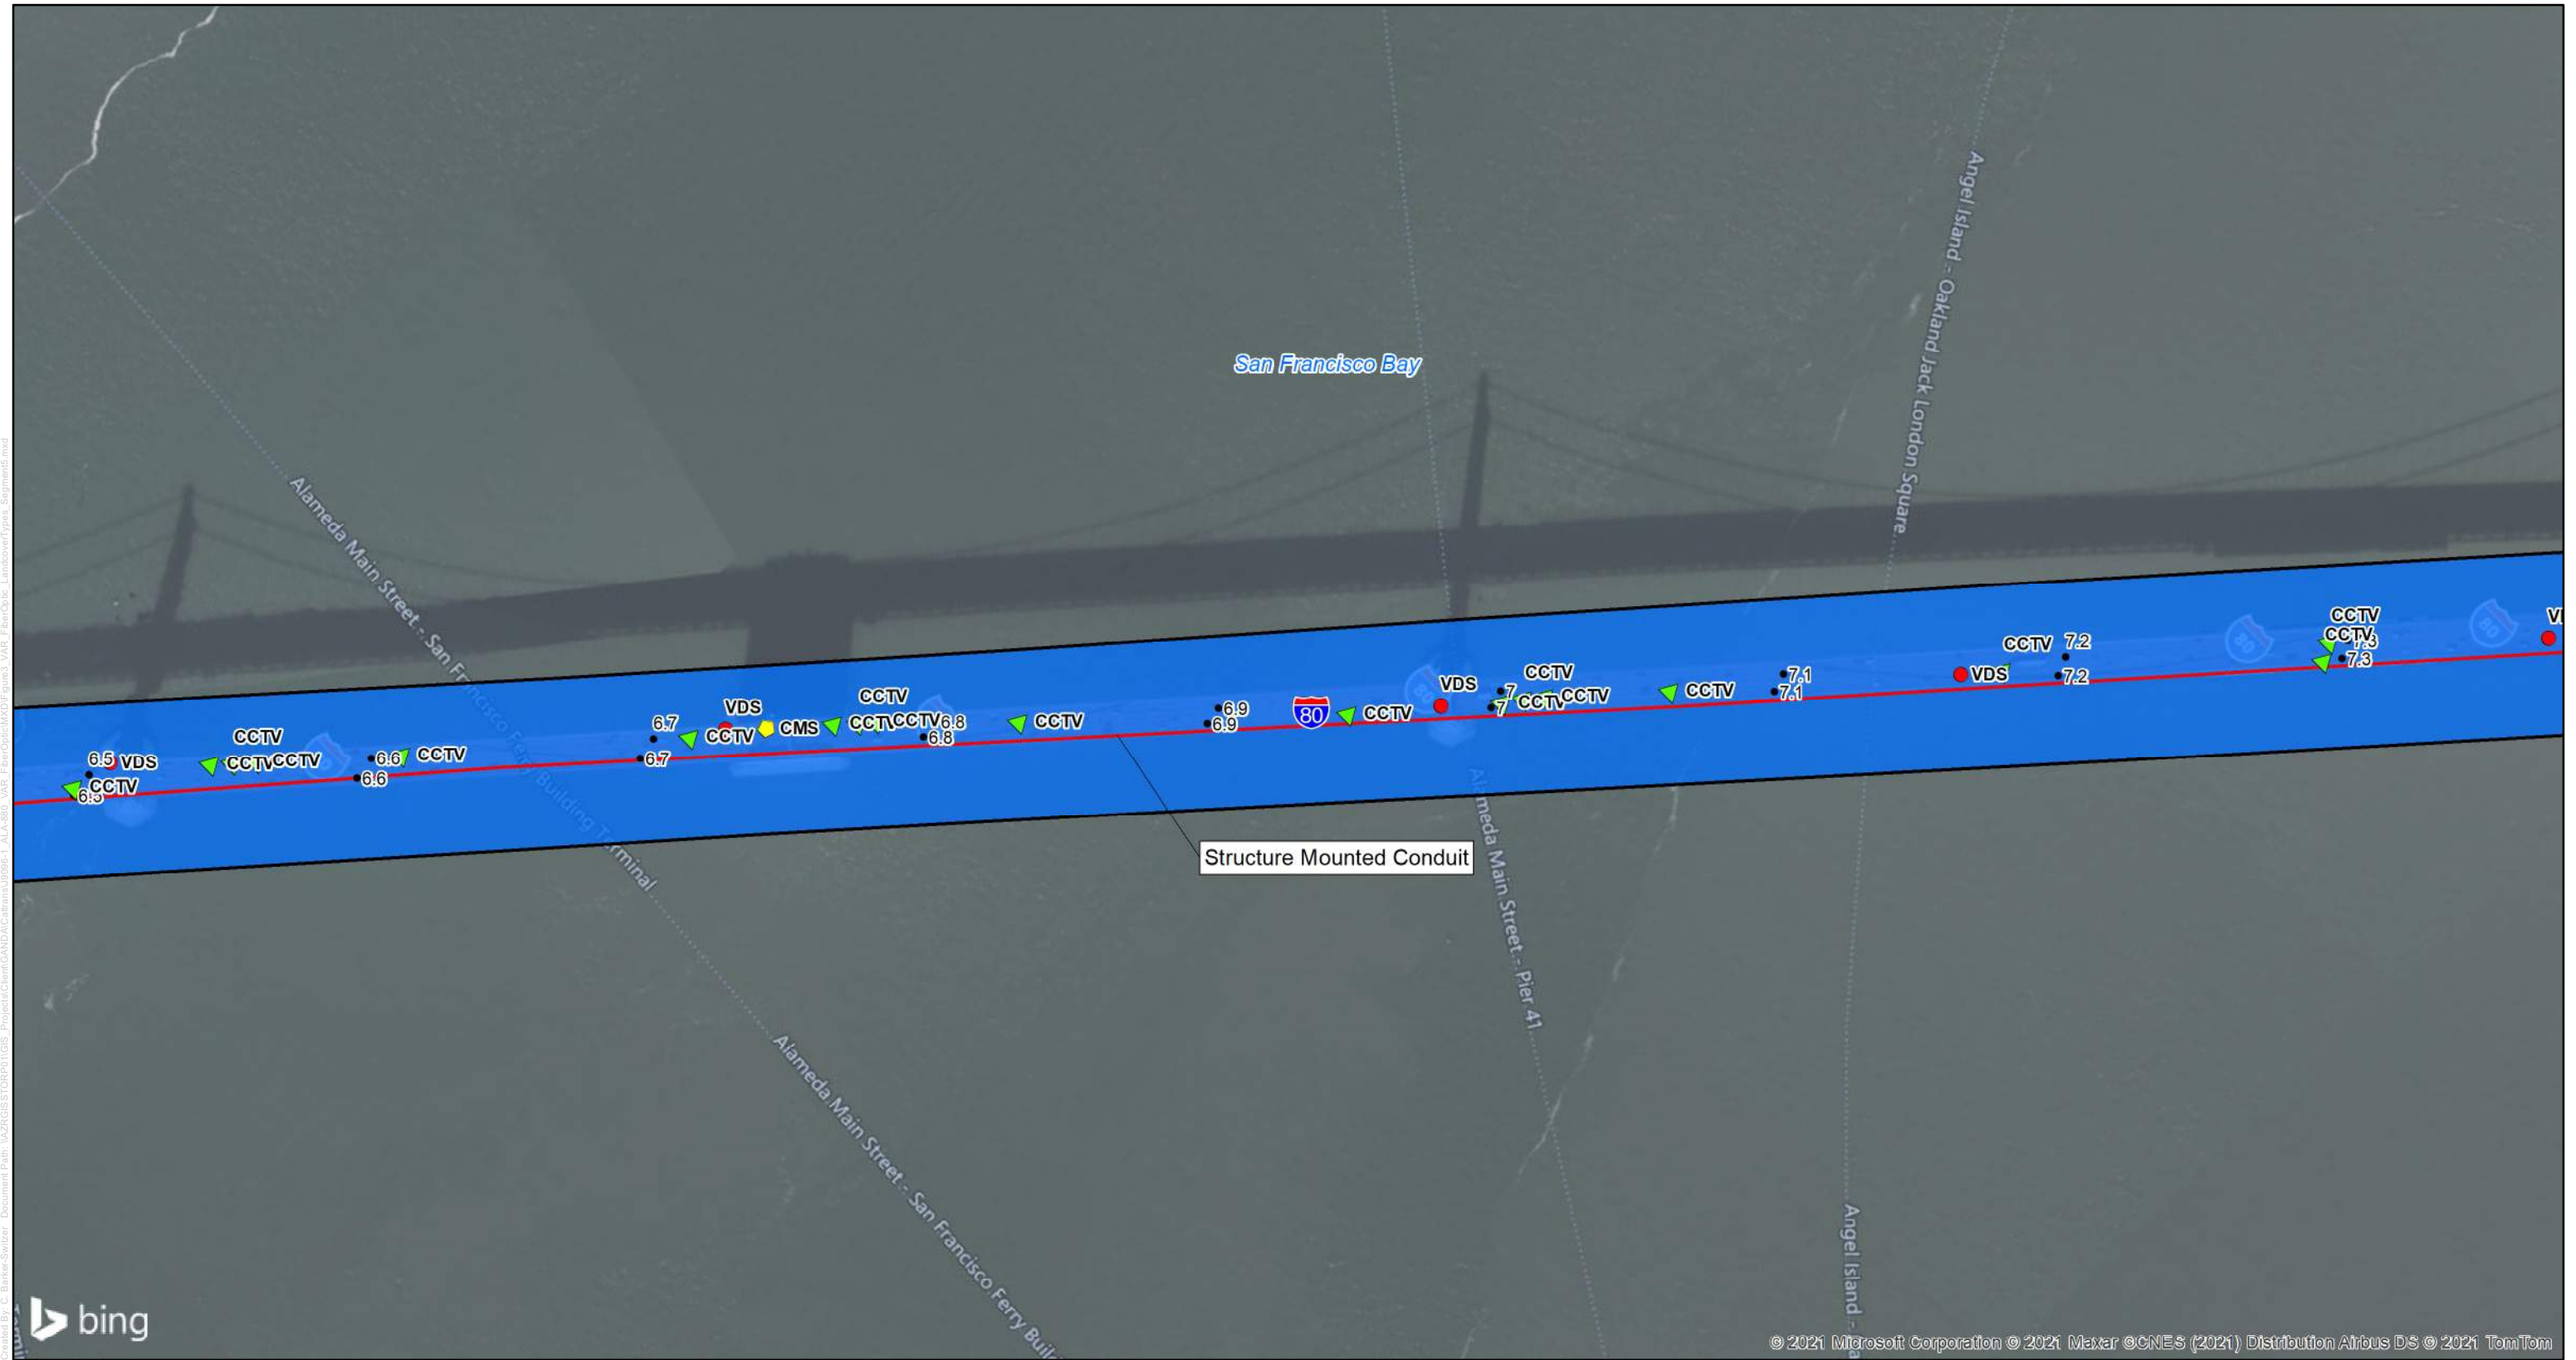 San Francisco Bay
Angel Island - Oakland Jack London Square
Alameda Main Street - San Francisco Ferry Building Terminal
CCTV
CCTV
7.3
7.3
VDS
CCTV
7.2
7.2
CCTV
7.1
7.1
VDS
7
7
CCTV
CCTV
CCTV
CCTV
80
6.9
6.9
CCTV
CCTV
CCTV
CCTV
6.8
6.8
VDS
CMS
6.7
CCTV
6.7
CCTV
CCTV
CCTV
6.6
CCTV
6.6
6.5
VDS
CCTV
6.5
80
80
80
80
Structure Mounted Conduit
Alameda Main Street - Pier 41
Alameda Main Street - San Francisco Ferry
Angel Island -
bing
© 2021 Microsoft Corporation © 2021 Maxar ©CNES (2021) Distribution Airbus DS © 2021 TomTom